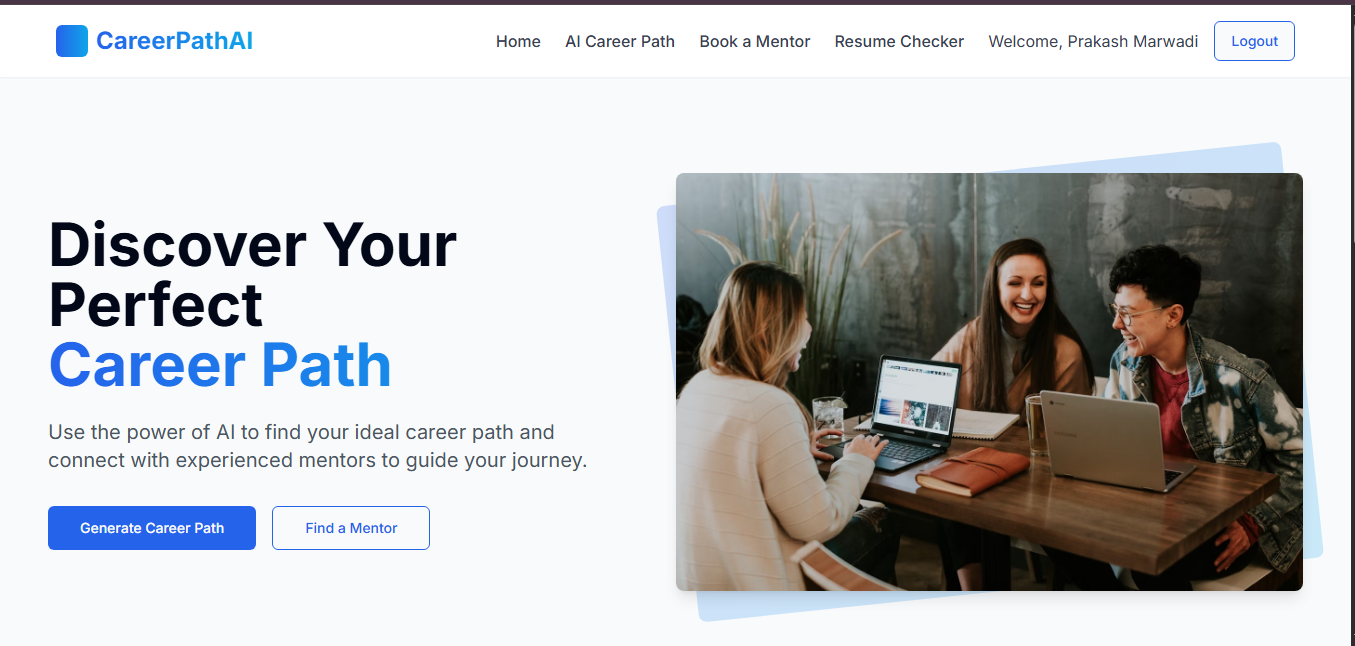 CareerPathAI
Home AI Career Path Book a Mentor Resume Checker Welcome, Prakash Marwadi Logout
Discover Your
Perfect
Career Path
Use the power of AI to find your ideal career path and
connect with experienced mentors to guide your journey.
Generate Career Path Find a Mentor